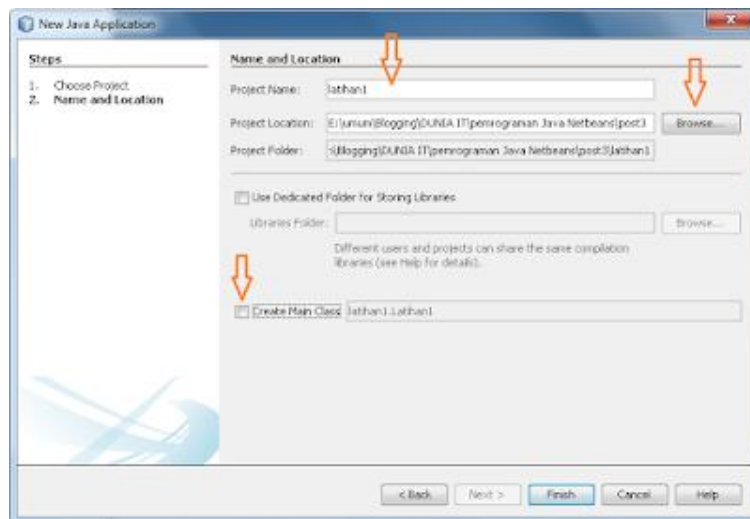 New Java Application
Steps
1. Choose Project
2. Name and Location
Name and Location
Project Name: latihan1
Project Location: E:\umum\Blogging\DUNIA IT\pemrograman Java Netbeans\post3 Browse...
Project Folder: \Blogging\DUNIA IT\pemrograman Java Netbeans\post3\latihan1
Use Dedicated Folder for Storing Libraries
Libraries Folder: Browse...
Different users and projects can share the same compilation
libraries (see Help for details).
Create Main Class latihan1.Latihan1
< Back Next > Finish Cancel Help